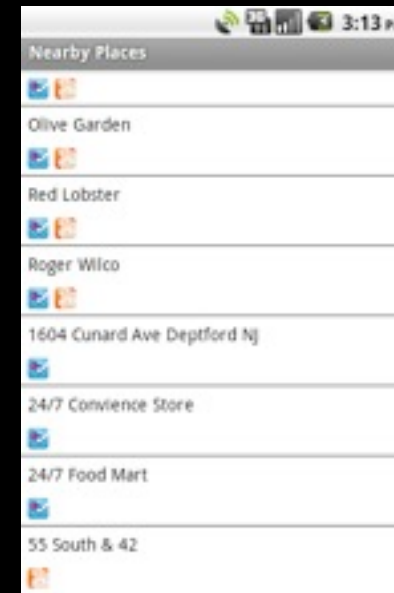 3:13 P
Nearby Places
Olive Garden
Red Lobster
Roger Wilco
1604 Cunard Ave Deptford NJ
24/7 Convience Store
24/7 Food Mart
55 South & 42